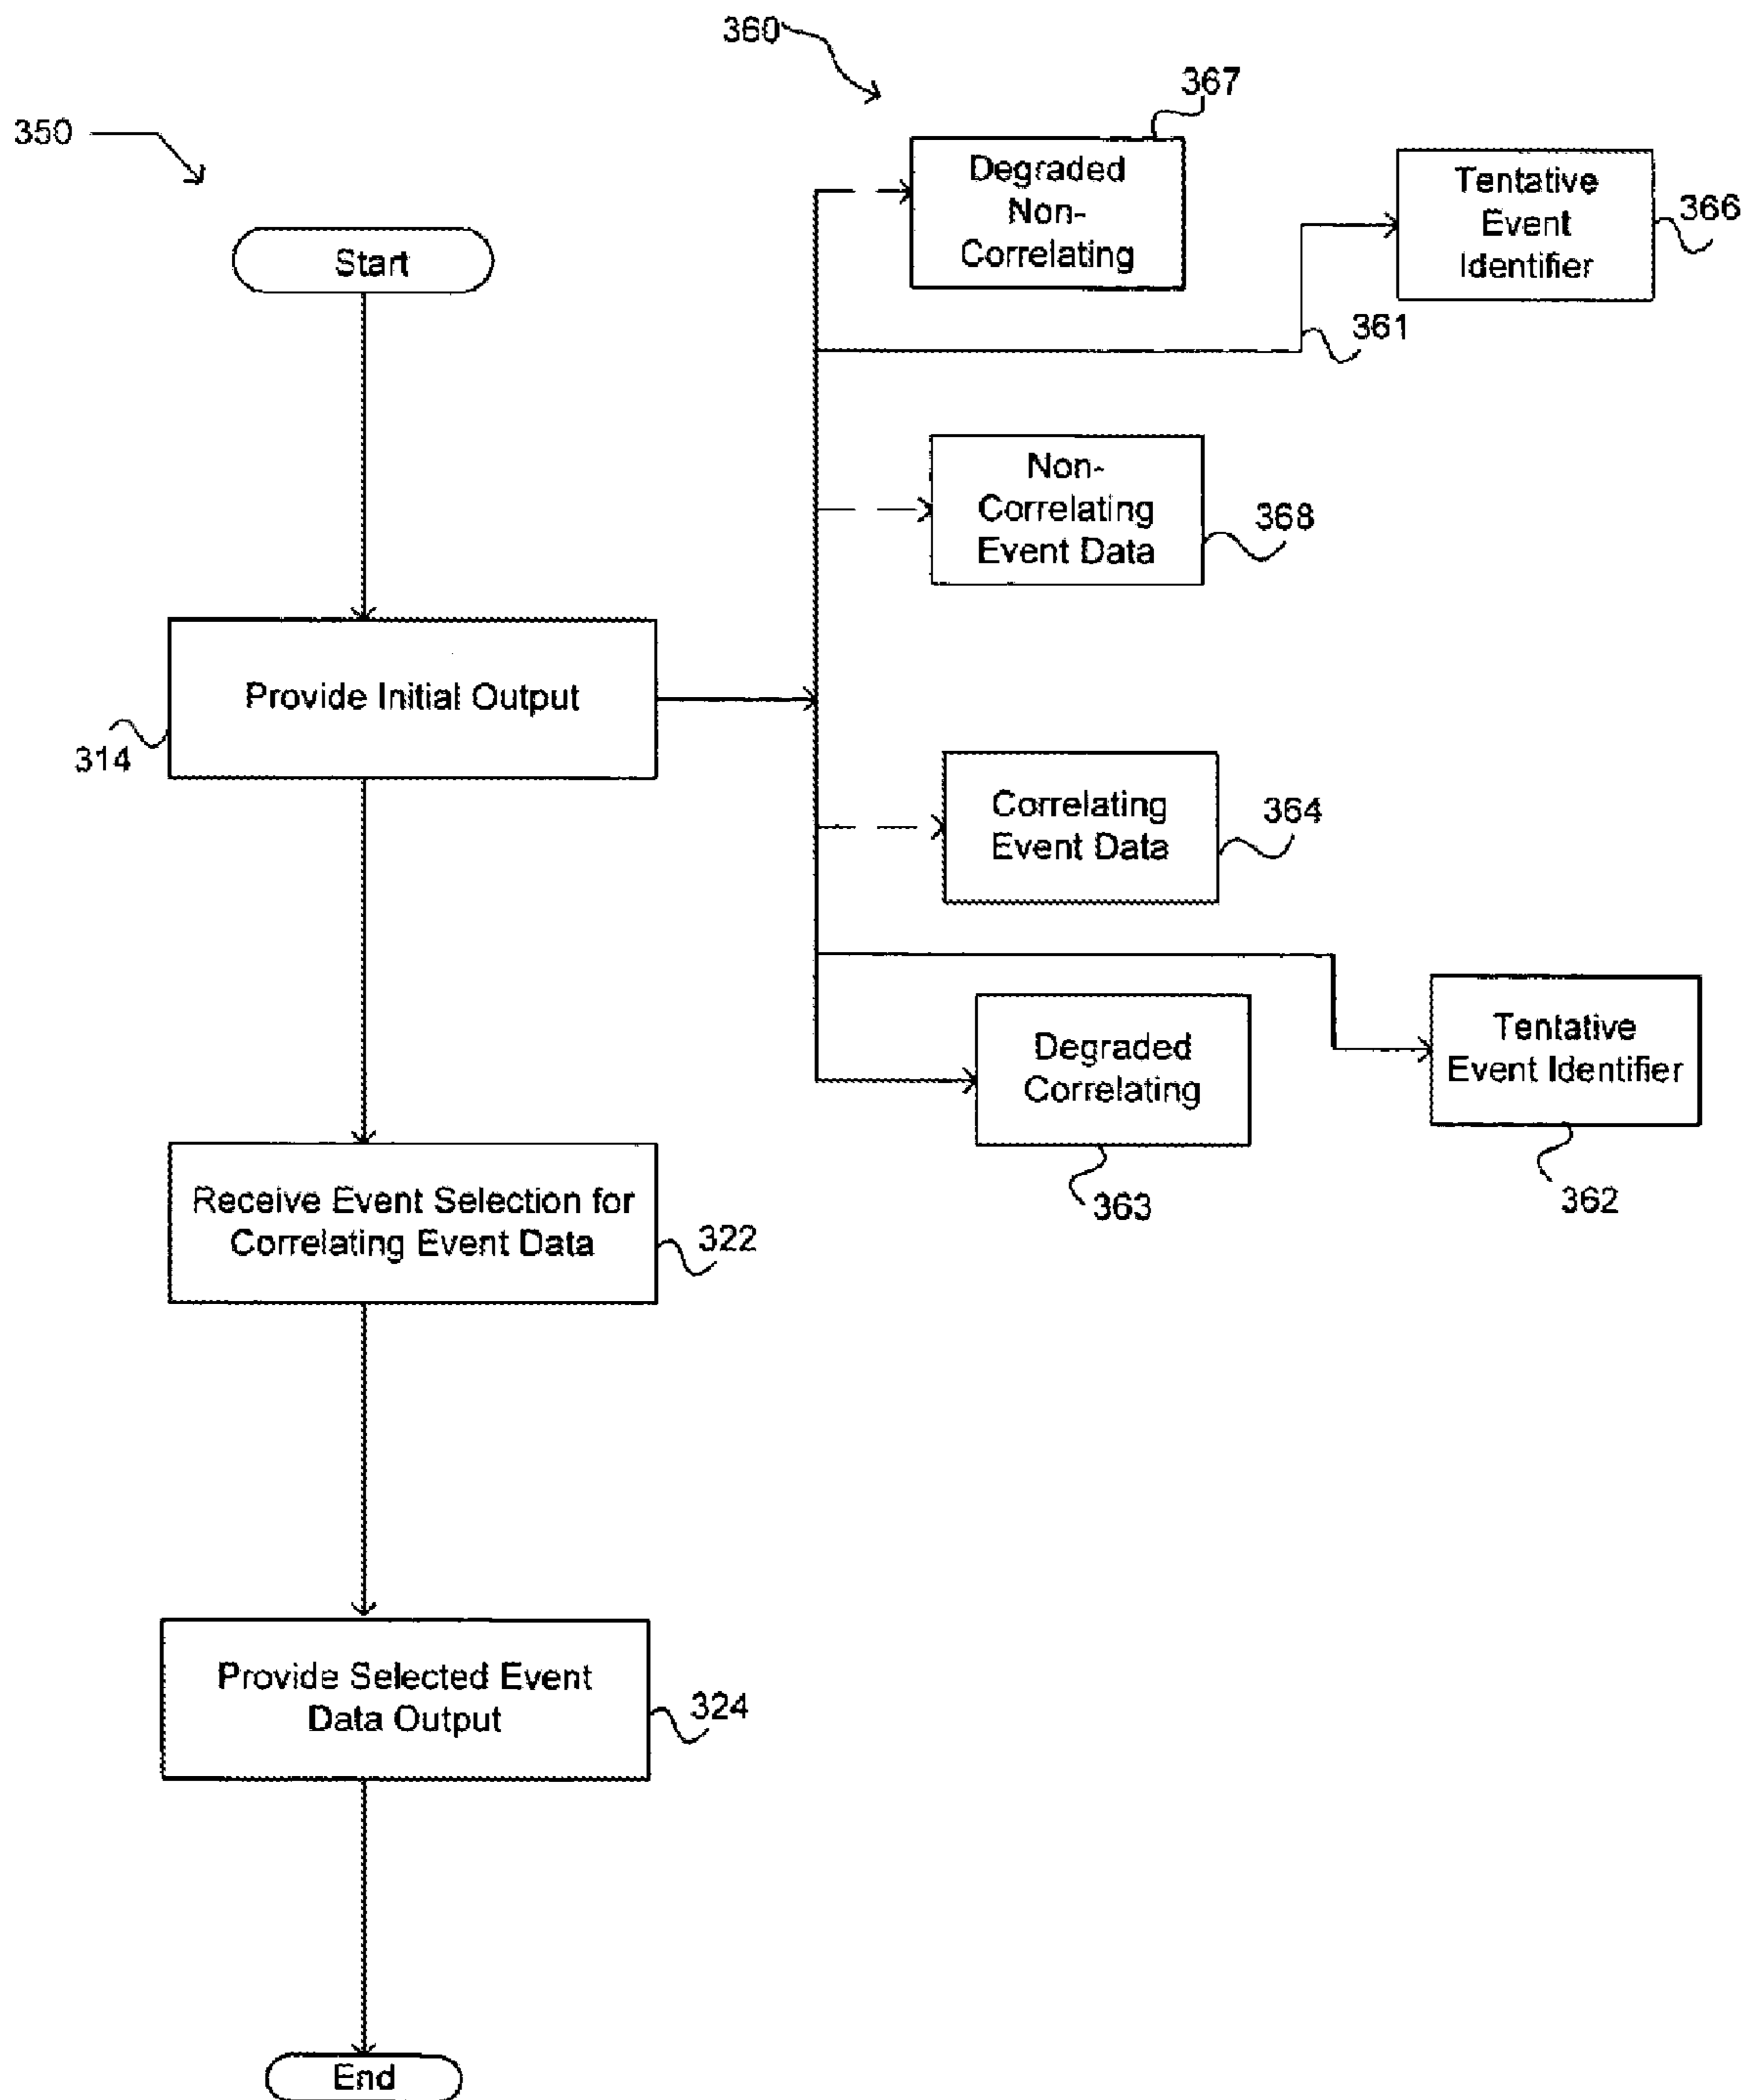 360
367
350
Degraded
Non-
Correlating
Tentative
Event
Identifier
366
Start
361
Non-
Correlating
Event Data
368
Provide Initial Output
314
Correlating
Event Data
364
Degraded
Correlating
363
Tentative
Event Identifier
362
Receive Event Selection for
Correlating Event Data
322
Provide Selected Event
Data Output
324
End